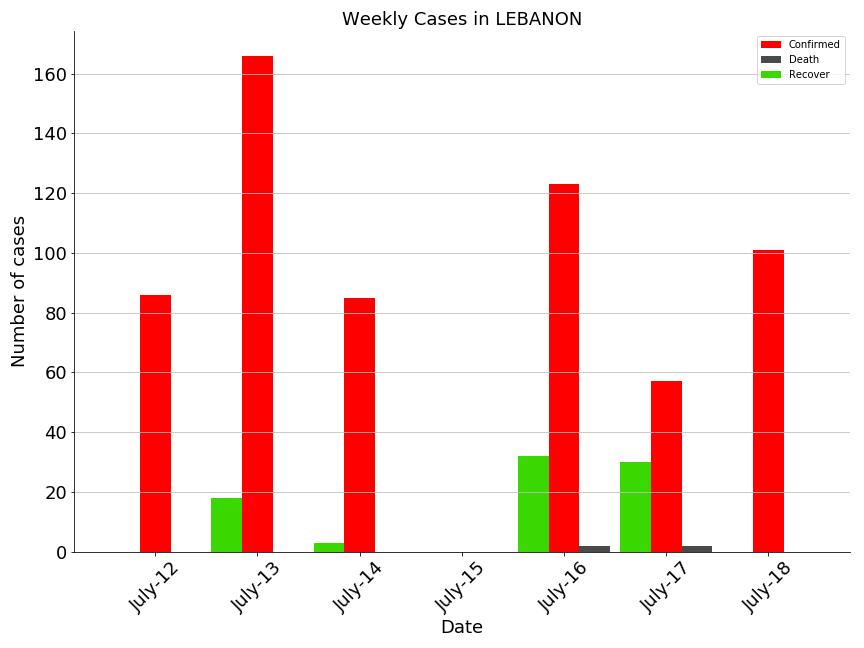 Weekly Cases in LEBANON
Confirmed
Death
Recover
Number of cases
160
140
120
100
80
60
40
20
0
July-12
July-13
July-14
July-15
July-16
July-17
July-18
Date